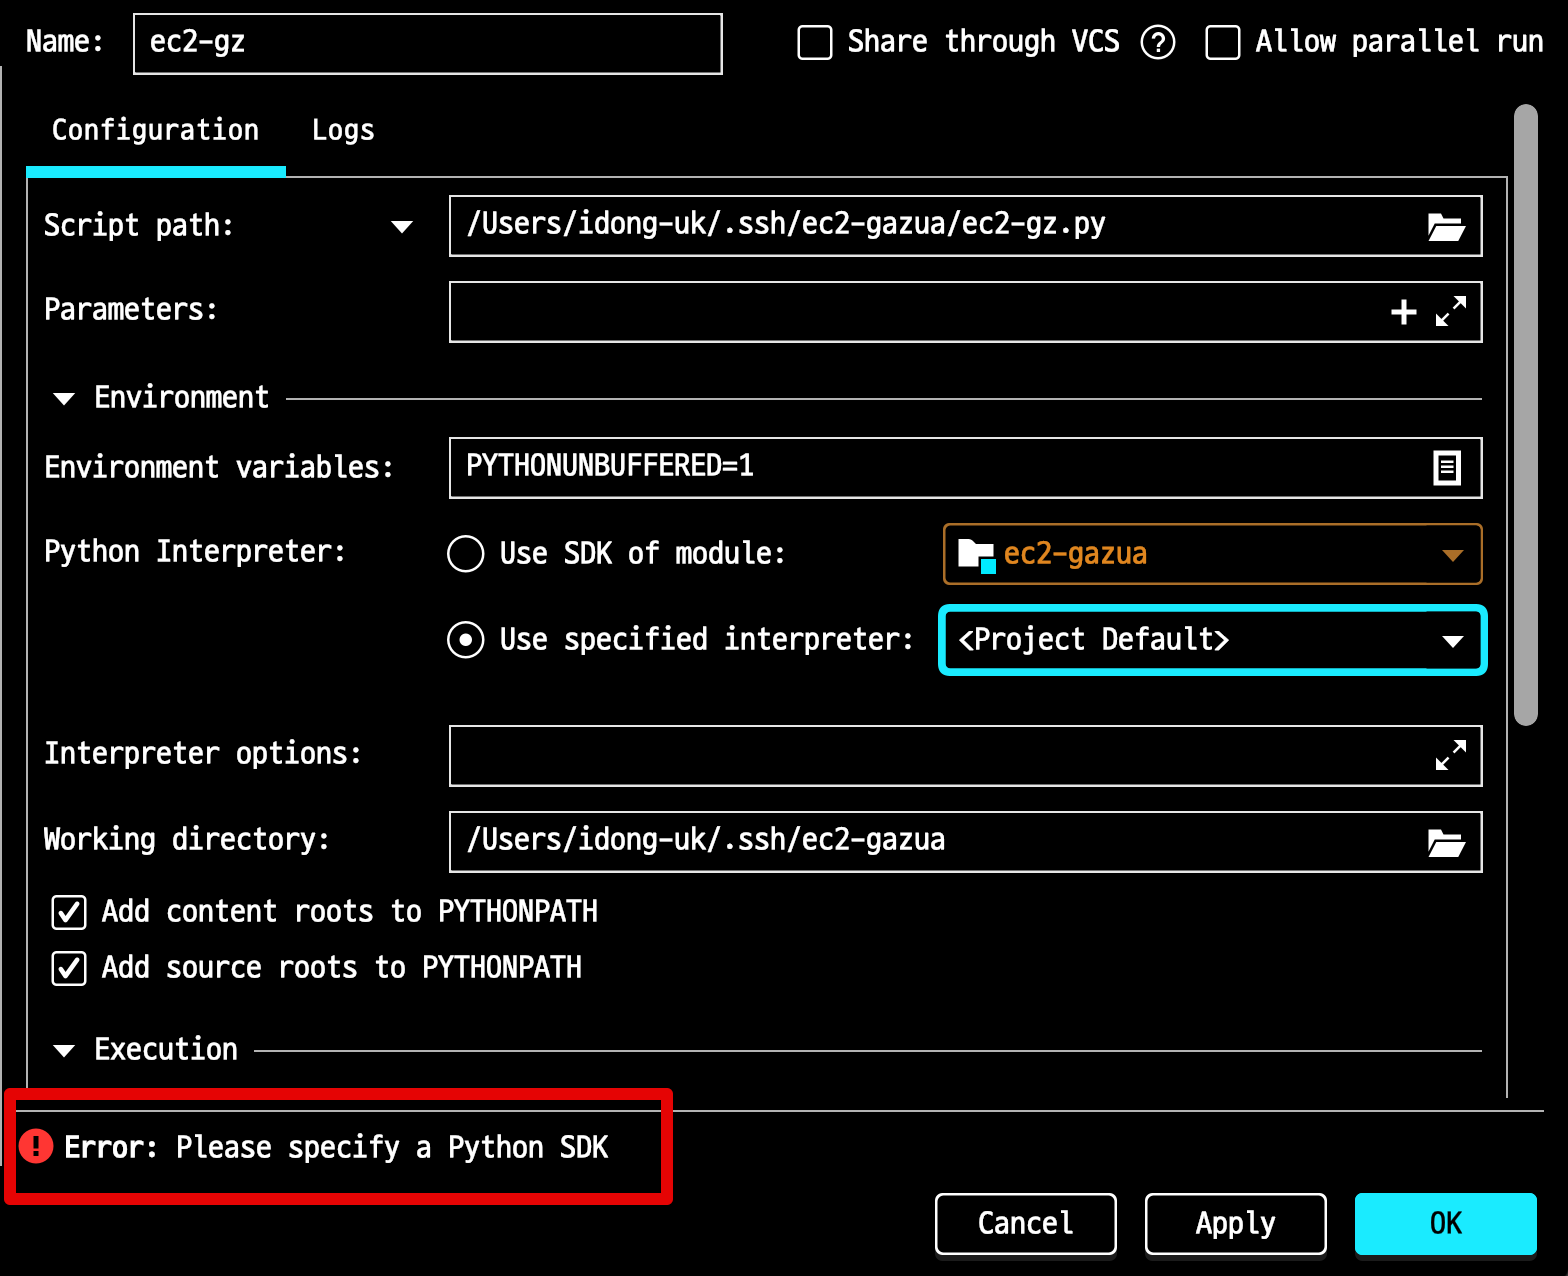 Name: ec2-gz Share through VCS ? Allow parallel run
Configuration Logs
Script path: /Users/idong-uk/.ssh/ec2-gazua/ec2-gz.py
Parameters:
Environment
Environment variables: PYTHONUNBUFFERED=1
Python Interpreter: Use SDK of module: ec2-gazua
Use specified interpreter: <Project Default>
Interpreter options:
Working directory: /Users/idong-uk/.ssh/ec2-gazua
Add content roots to PYTHONPATH
Add source roots to PYTHONPATH
Execution
Error: Please specify a Python SDK
Cancel Apply OK